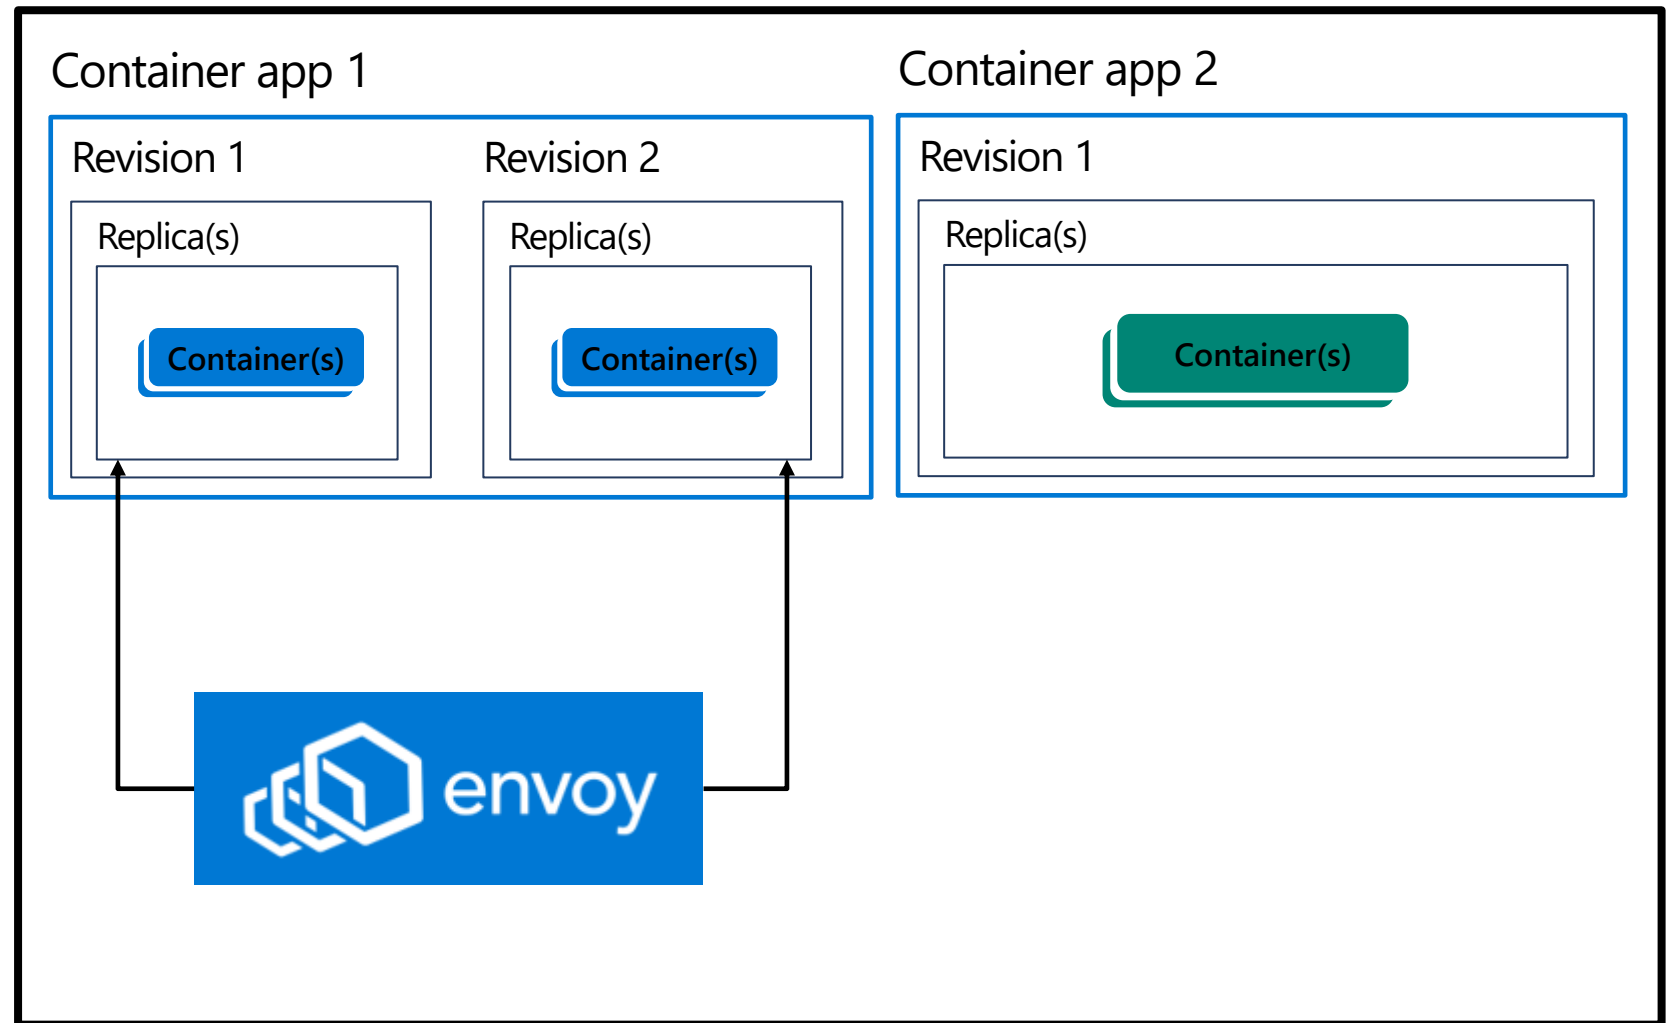 Container app 1
Revision 1
Replica(s)
Container(s)
Revision 2
Replica(s)
Container(s)
Container app 2
Revision 1
Replica(s)
Container(s)
envoy